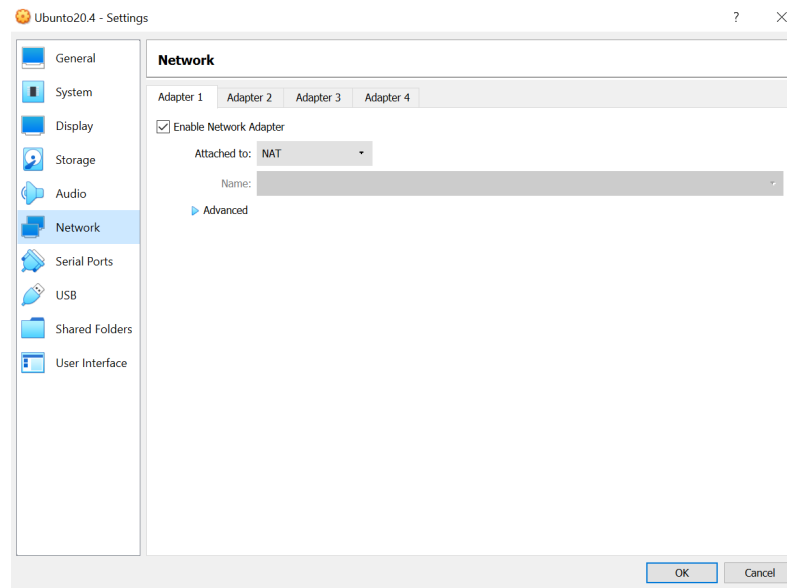 Ubunto20.4 - Settings
?
General
System
Display
Storage
Audio
Network
Serial Ports
USB
Shared Folders
User Interface
Network
Adapter 1 Adapter 2 Adapter 3 Adapter 4
Enable Network Adapter
Attached to: NAT
Name:
Advanced
OK Cancel